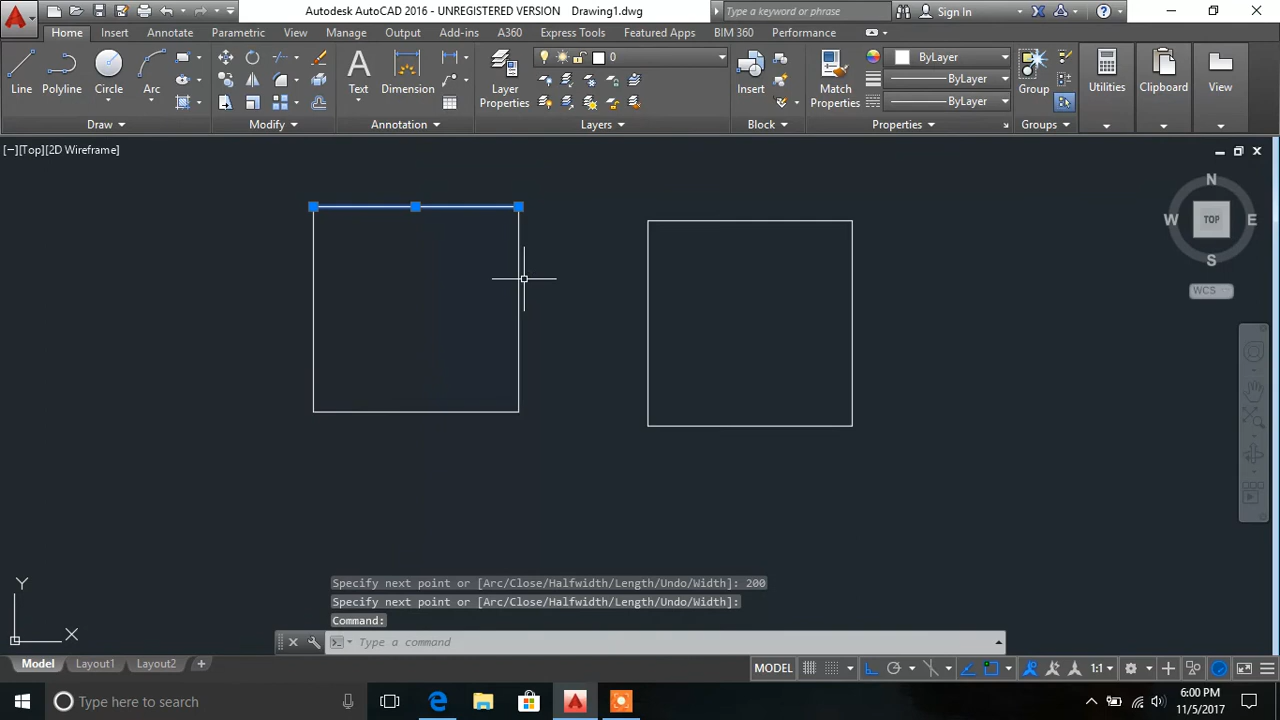 Autodesk AutoCAD 2016 - UNREGISTERED VERSION Drawing1.dwg
Type a keyword or phrase
Sign In
Home Insert Annotate Parametric View Manage Output Add-ins A360 Express Tools Featured Apps BIM 360 Performance
Line Polyline Circle Arc
Text Dimension
Layer Properties
0
Insert
Match Properties
ByLayer
ByLayer
ByLayer
Group
Utilities
Clipboard
View
Draw Modify Annotation Layers Block Properties Groups
[−][Top][2D Wireframe]
N
W TOP E
S
WCS
Y
X
Specify next point or [Arc/Close/Halfwidth/Length/Undo/Width]: 200
Specify next point or [Arc/Close/Halfwidth/Length/Undo/Width]:
Command:
Type a command
Model Layout1 Layout2
MODEL
1:1
Type here to search
6:00 PM
11/5/2017